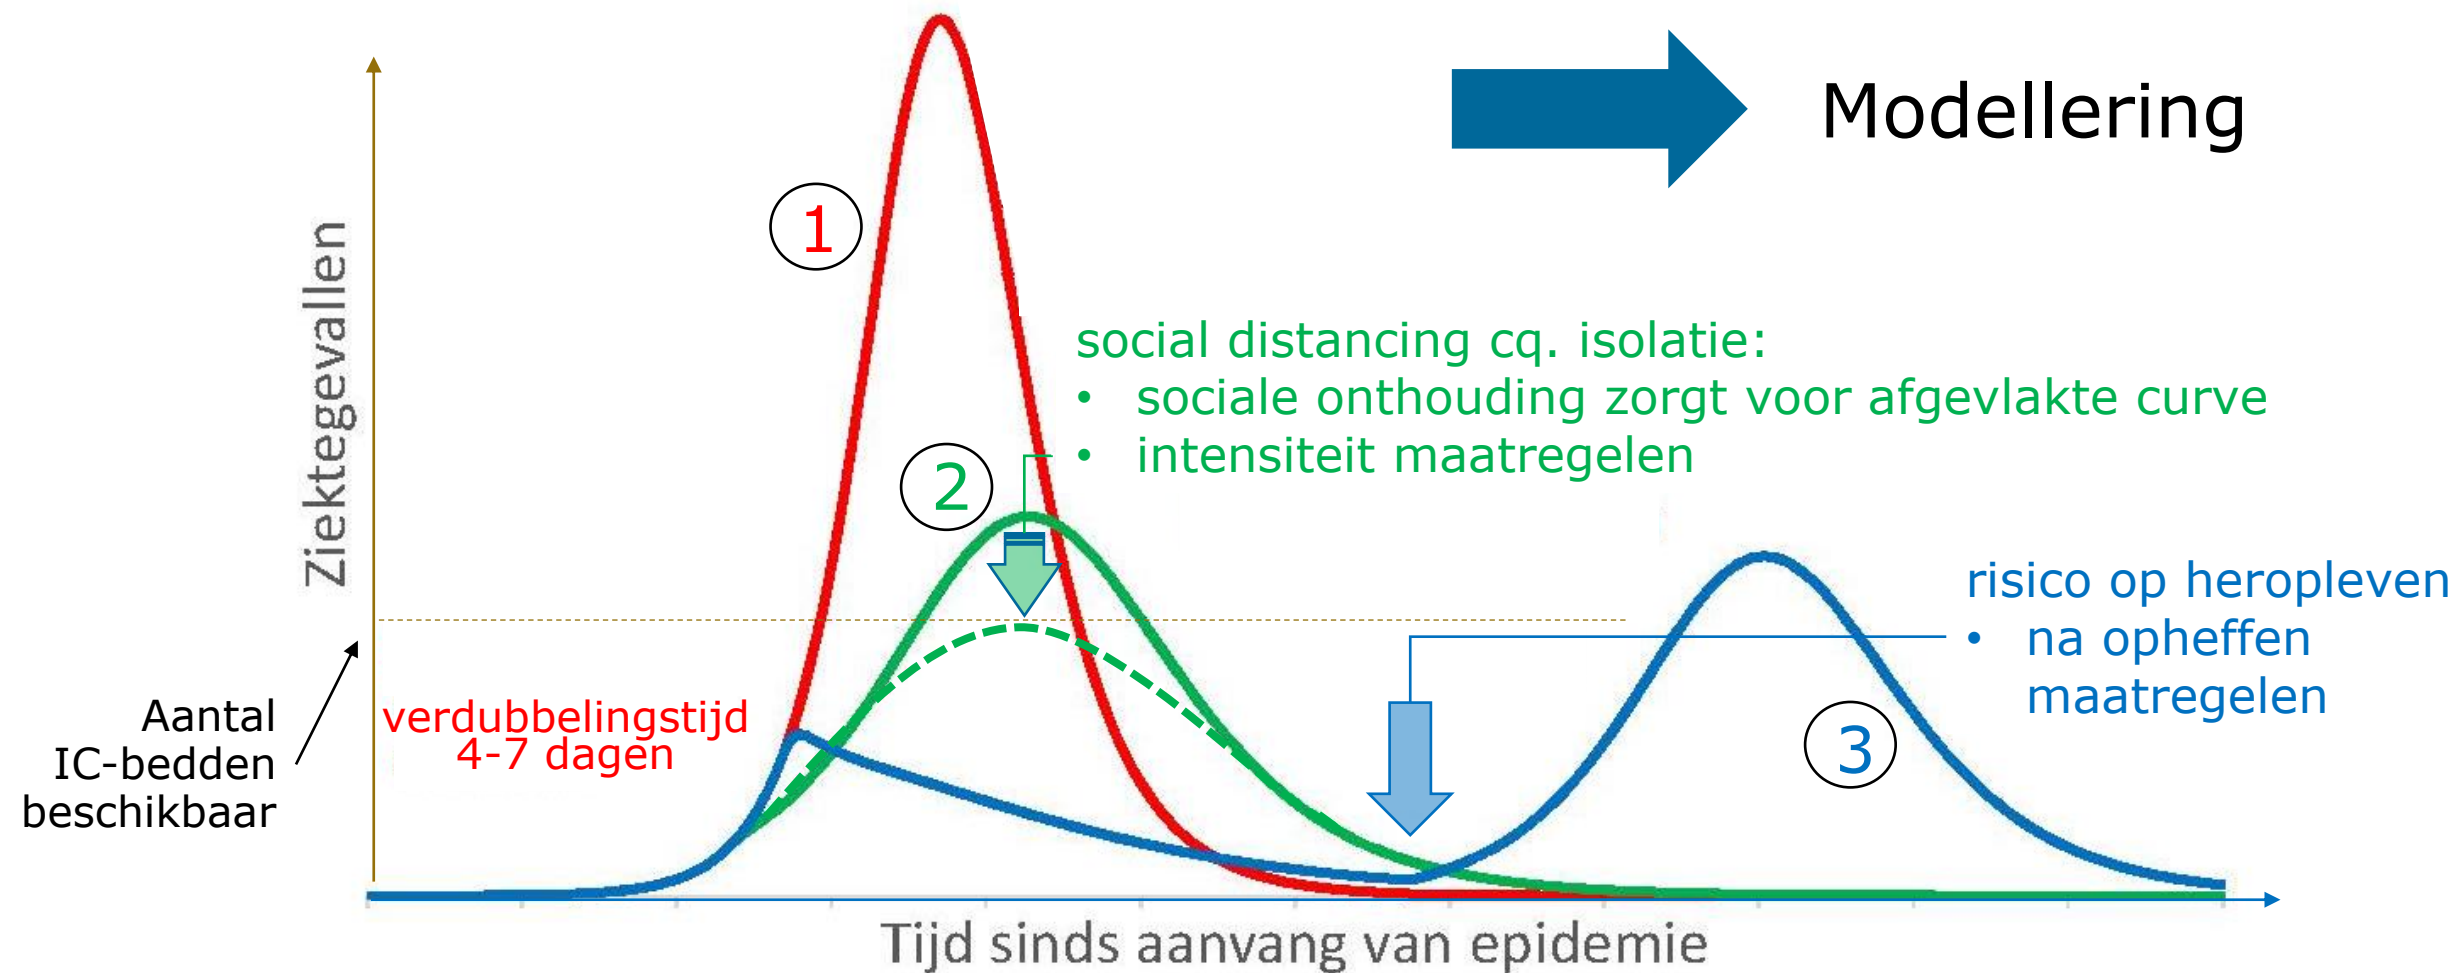 Modellering
Ziektegevallen
1
social distancing cq. isolatie:
• sociale onthouding zorgt voor afgevlakte curve
• intensiteit maatregelen
2
risico op heropleven
• na opheffen
maatregelen
3
Aantal
IC-bedden
beschikbaar
verdubbelingstijd
4-7 dagen
Tijd sinds aanvang van epidemie